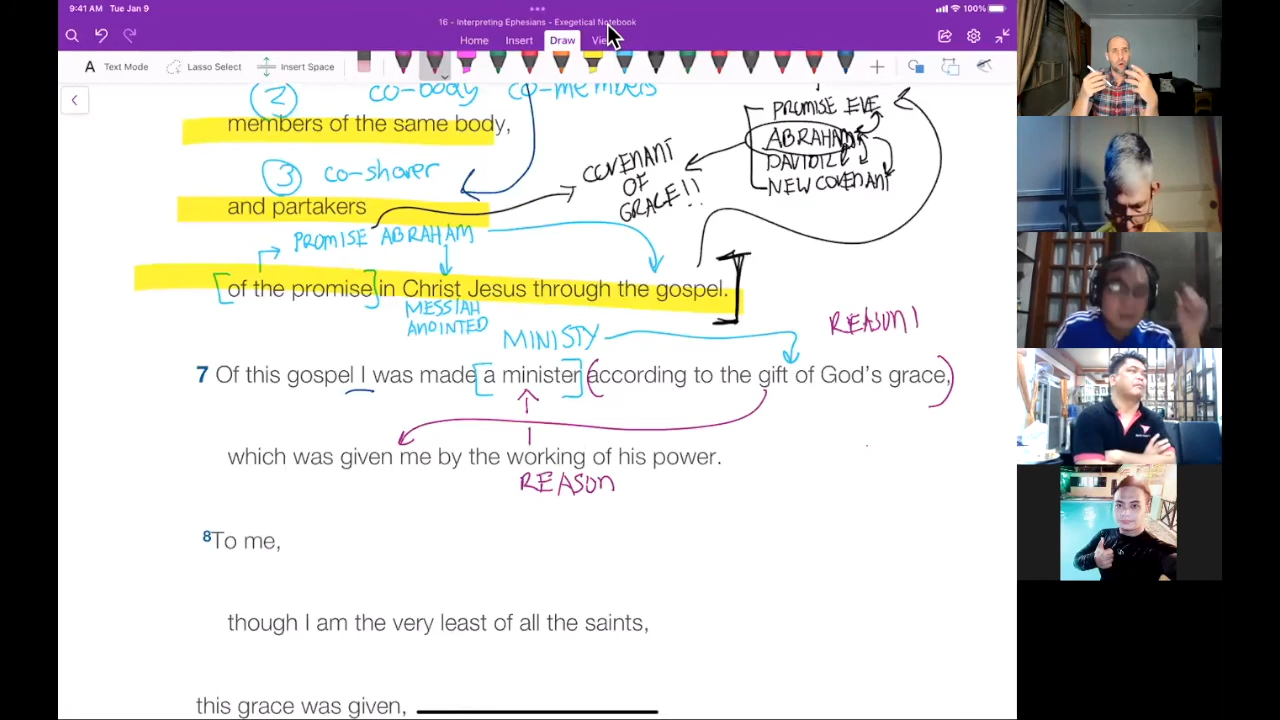 9:41 AM Tue Jan 9
100%
16 - Interpreting Ephesians - Exegetical Notebook
Home Insert Draw
A Text Mode Lasso Select Insert Space
2 co-body co-members
members of the same body,
PROMISE EVE
ABRAHAM
NEW COVENANT
COVENANT
OF
GRACE!!
3 co-sharer
and partakers
PROMISE ABRAHAM
[of the promise] in Christ Jesus through the gospel.
MESSIAH
ANOINTED
MINISTY
REASON 1
7 Of this gospel I was made [a minister] (according to the gift of God's grace,)
which was given me by the working of his power.
REASON
8To me,
though I am the very least of all the saints,
this grace was given,